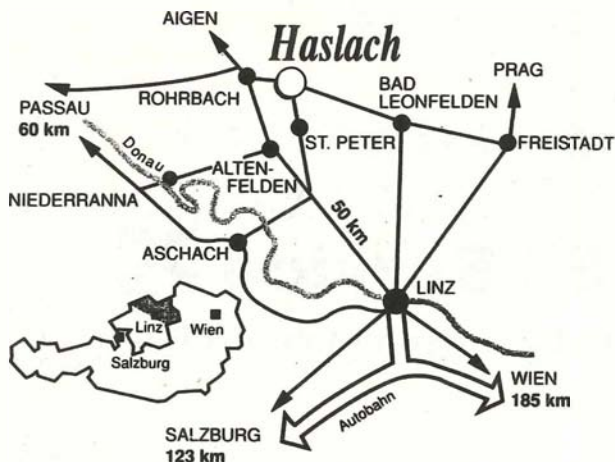 AIGEN
Haslach
PRAG
BAD
LEONFELDEN
ROHRBACH
PASSAU
60 km
ST. PETER
FREISTADT
Donau
ALTEN-
FELDEN
NIEDERRANNA
50 km
ASCHACH
LINZ
Linz
Wien
Salzburg
WIEN
185 km
Autobahn
SALZBURG
123 km